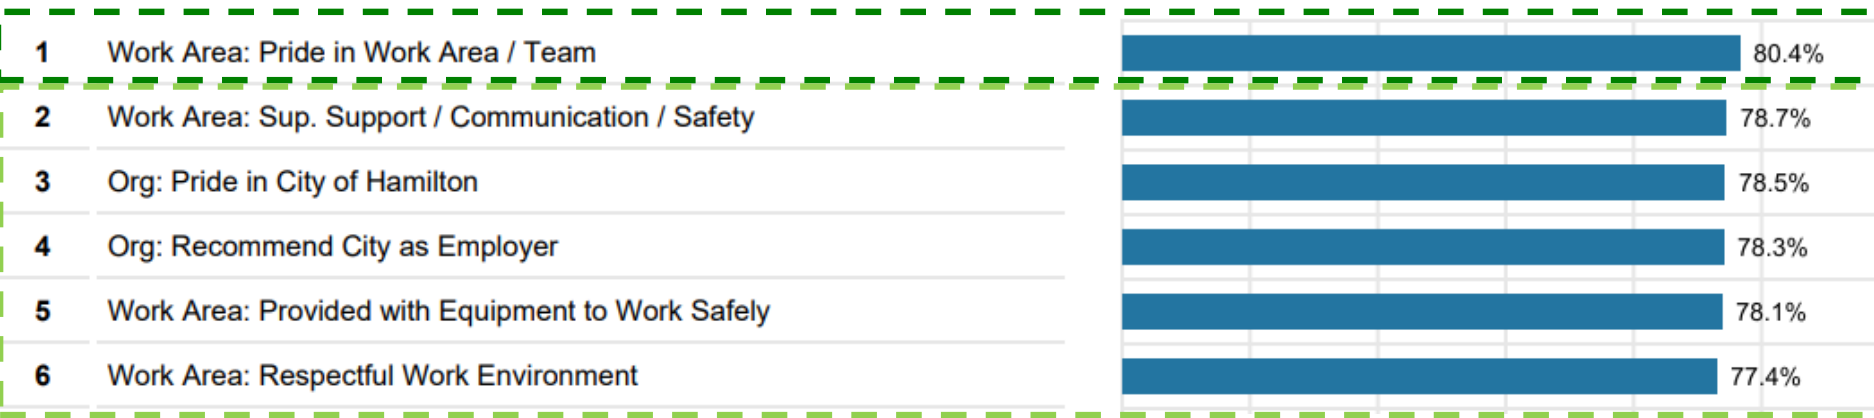 1 Work Area: Pride in Work Area / Team 80.4%
2 Work Area: Sup. Support / Communication / Safety 78.7%
3 Org: Pride in City of Hamilton 78.5%
4 Org: Recommend City as Employer 78.3%
5 Work Area: Provided with Equipment to Work Safely 78.1%
6 Work Area: Respectful Work Environment 77.4%